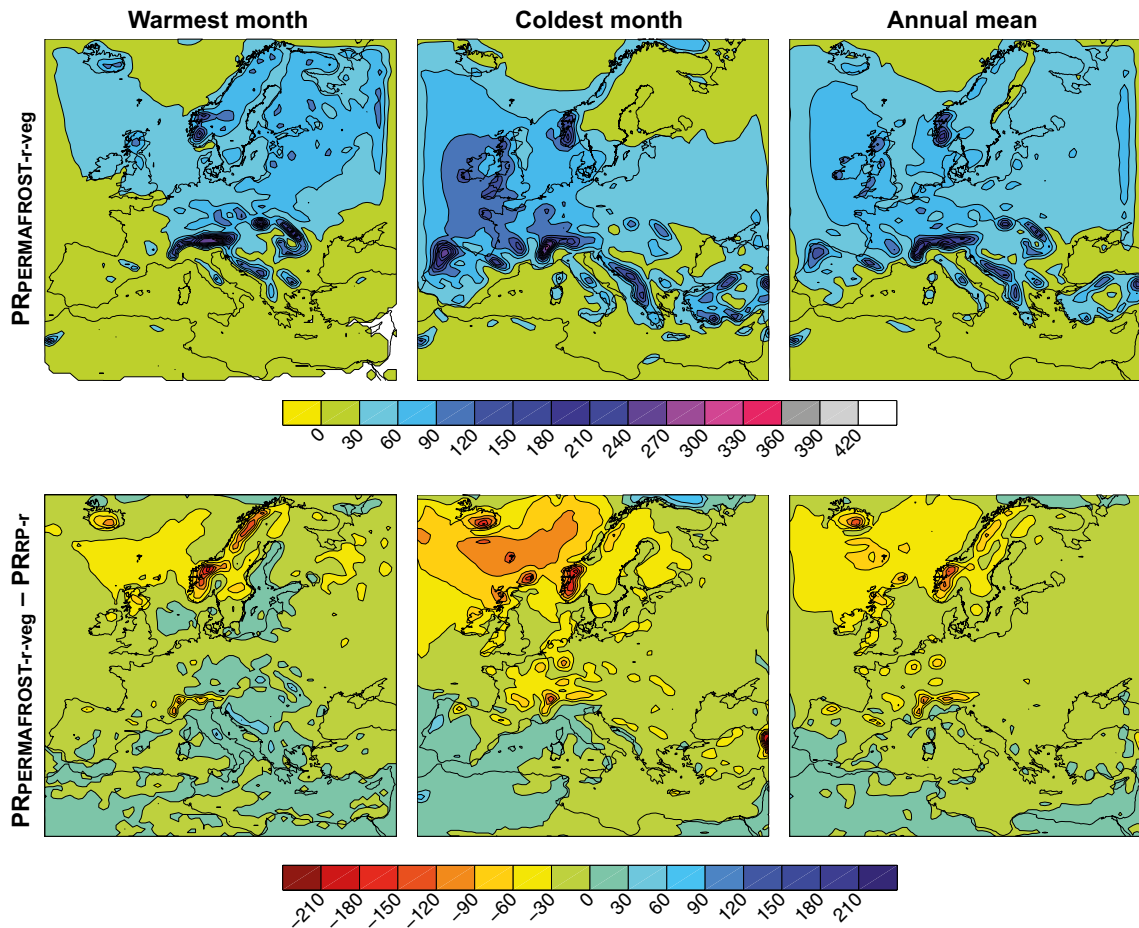 Warmest month
Coldest month
Annual mean
PRPERMAFROST-r-veg
0 30 60 90 120 150 180 210 240 270 300 330 360 390 420
PRPERMAFROST-r-veg – PRRP-r
−210 −180 −150 −120 −90 −60 −30 0 30 60 90 120 150 180 210